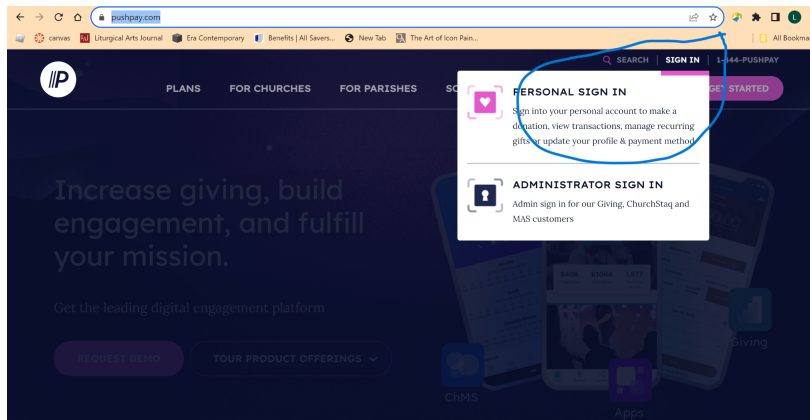 pushpay.com
canvas
Liturgical Arts Journal
Era Contemporary
Benefits | All Savers...
New Tab
The Art of Icon Pain...
All Bookma
L
SEARCH | SIGN IN | 1-844-PUSHPAY
P
PLANS
FOR CHURCHES
FOR PARISHES
SC
GET STARTED
PERSONAL SIGN IN
Sign into your personal account to make a
donation, view transactions, manage recurring
gifts or update your profile & payment method
ADMINISTRATOR SIGN IN
Admin sign in for our Giving, ChurchStaq and
MAS customers
Increase giving, build
engagement, and fulfill
your mission.
Get the leading digital engagement platform
REQUEST DEMO
TOUR PRODUCT OFFERINGS
ChMS
Apps
Giving